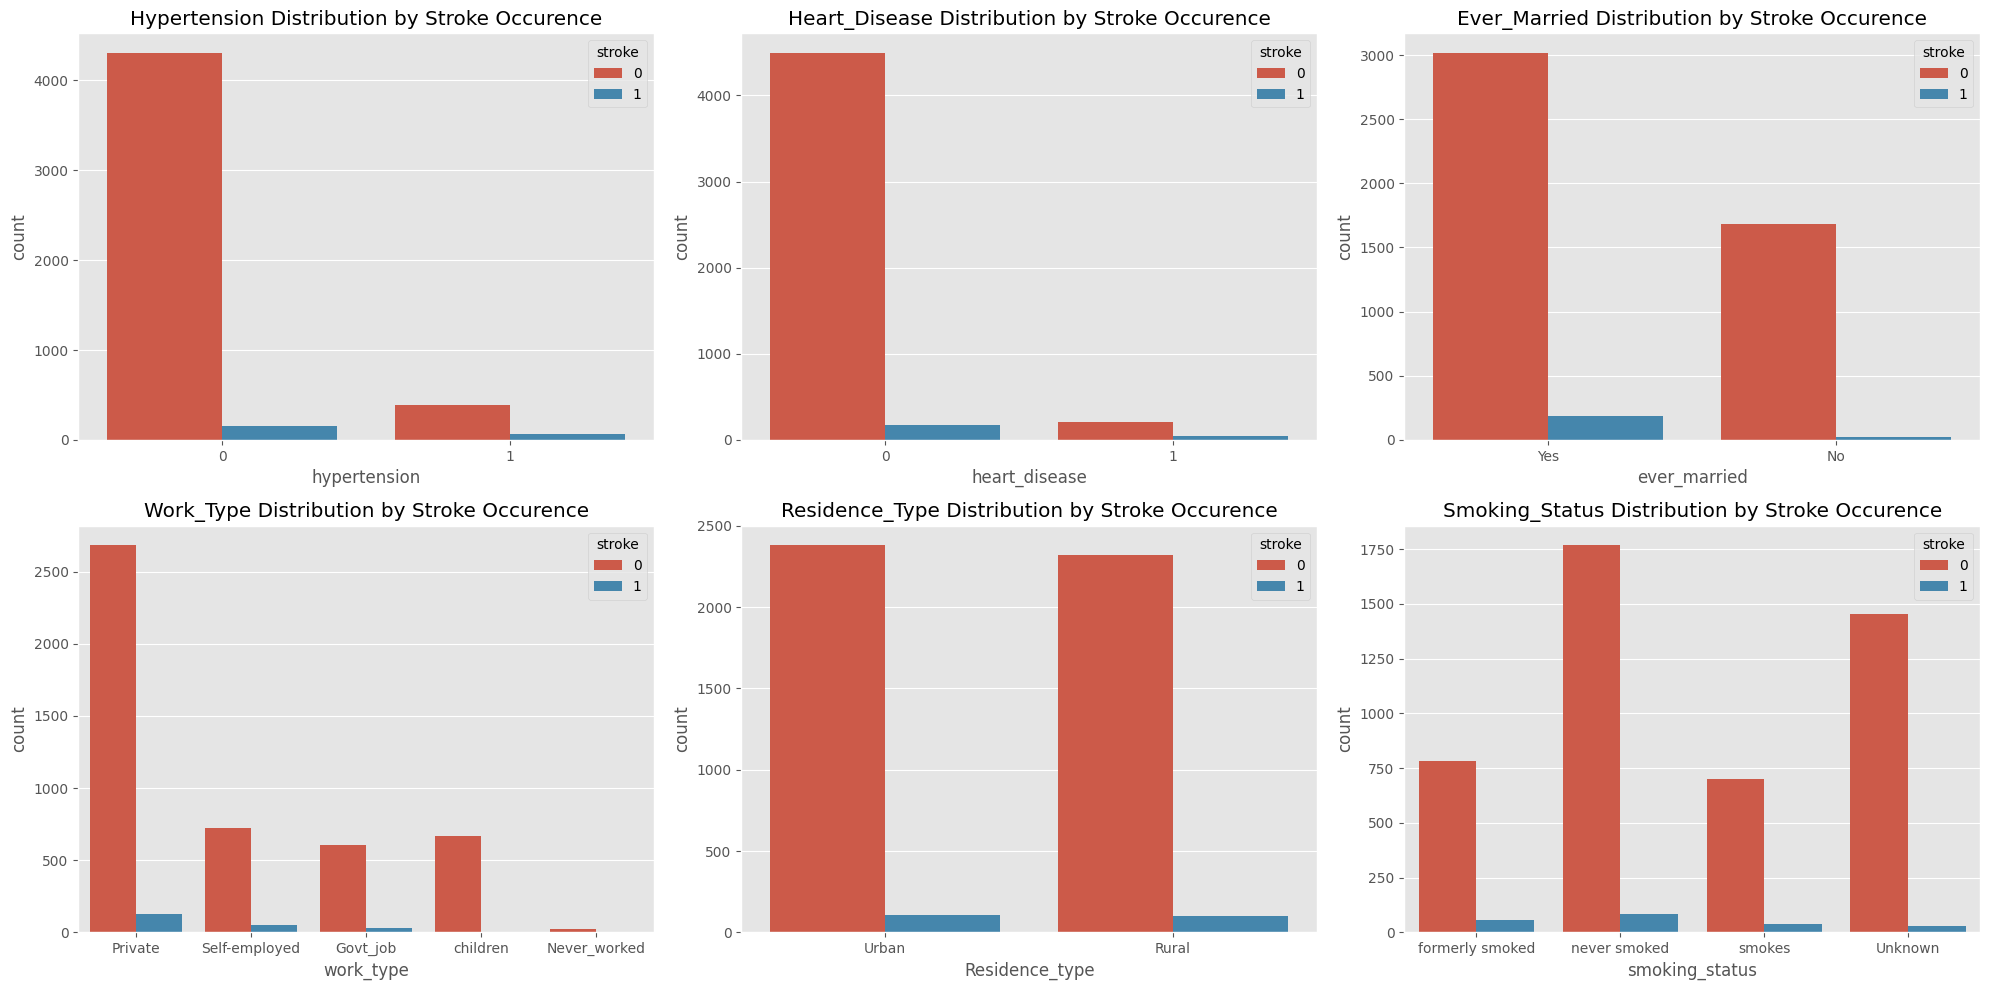 Hypertension Distribution by Stroke Occurence
stroke
0
1
4000
3000
2000
1000
0
count
0 1
hypertension
Heart_Disease Distribution by Stroke Occurence
stroke
0
1
4000
3000
2000
1000
0
count
0 1
heart_disease
Ever_Married Distribution by Stroke Occurence
stroke
0
1
3000
2500
2000
1500
1000
500
0
count
Yes No
ever_married
Work_Type Distribution by Stroke Occurence
stroke
0
1
2500
2000
1500
1000
500
0
count
Private Self-employed Govt_job children Never_worked
work_type
Residence_Type Distribution by Stroke Occurence
stroke
0
1
2500
2000
1500
1000
500
0
count
Urban Rural
Residence_type
Smoking_Status Distribution by Stroke Occurence
stroke
0
1
1750
1500
1250
1000
750
500
250
0
count
formerly smoked never smoked smokes Unknown
smoking_status